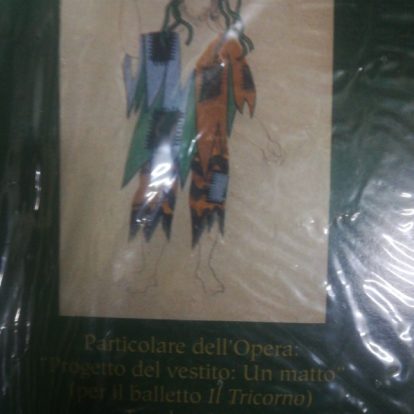 Particolare dell'Opera:
"Progetto del vestito: Un matto"
(per il balletto Il Tricorno)